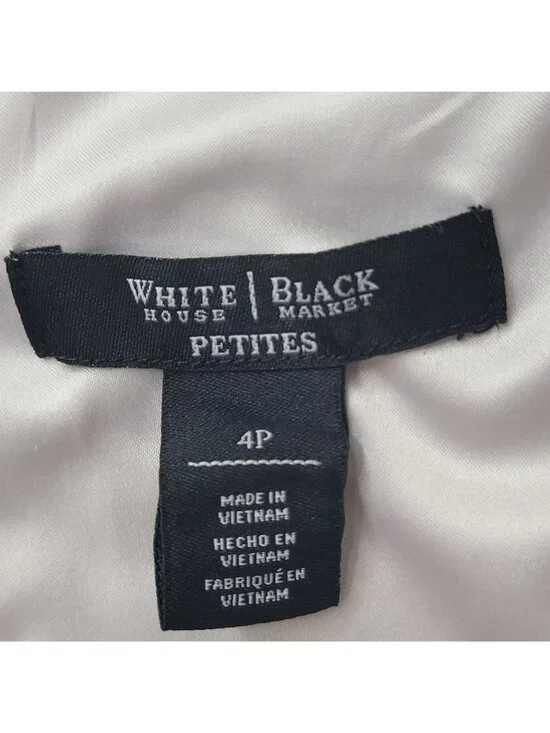 WHITE | BLACK
HOUSE MARKET
PETITES
4P
MADE IN
VIETNAM
HECHO EN
VIETNAM
FABRIQUÉ EN
VIETNAM